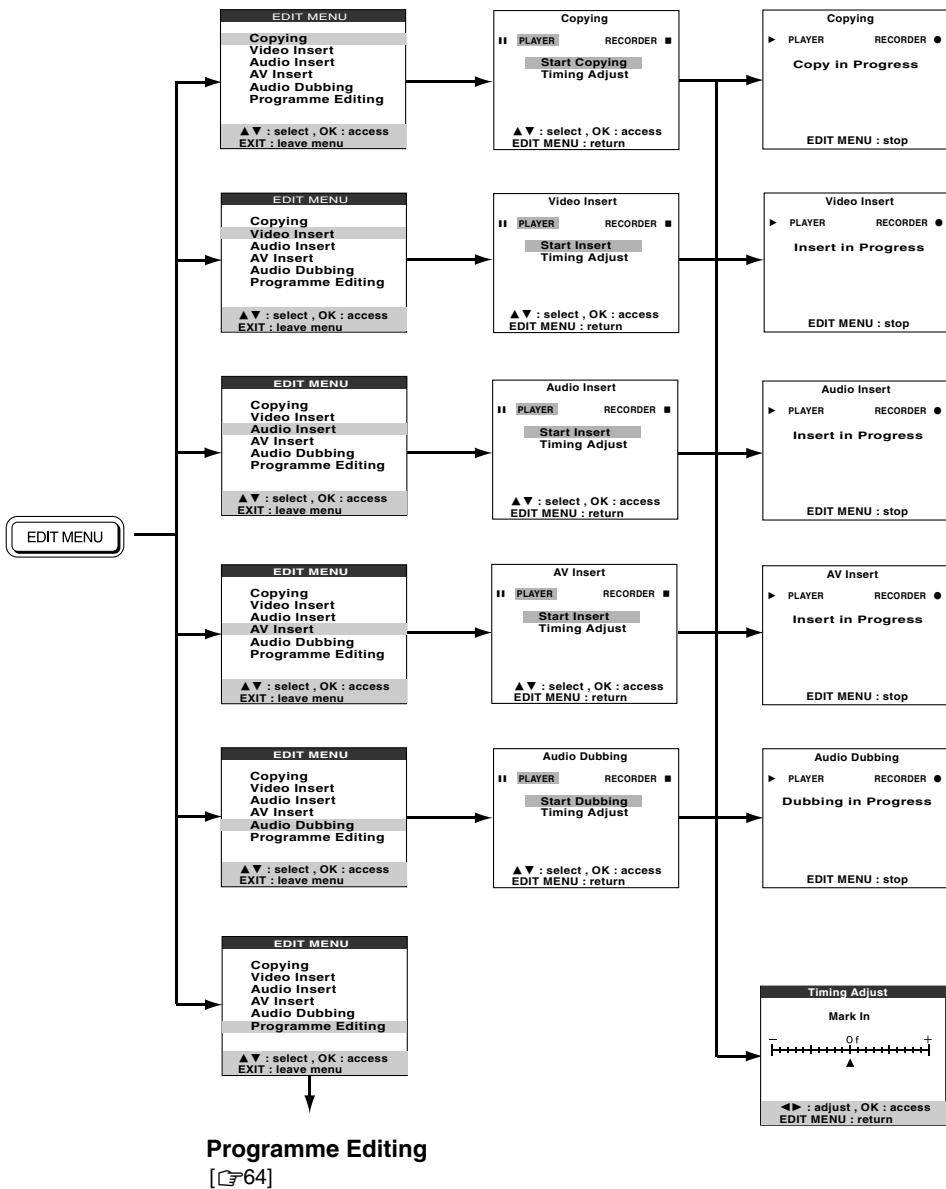 EDIT MENU
EDIT MENU
Copying
Video Insert
Audio Insert
AV Insert
Audio Dubbing
Programme Editing
▲▼ : select , OK : access
EXIT : leave menu
Copying
PLAYER RECORDER
Start Copying
Timing Adjust
▲▼ : select , OK : access
EDIT MENU : return
Copying
PLAYER RECORDER
Copy in Progress
EDIT MENU : stop
EDIT MENU
Copying
Video Insert
Audio Insert
AV Insert
Audio Dubbing
Programme Editing
▲▼ : select , OK : access
EXIT : leave menu
Video Insert
PLAYER RECORDER
Start Insert
Timing Adjust
▲▼ : select , OK : access
EDIT MENU : return
Video Insert
PLAYER RECORDER
Insert in Progress
EDIT MENU : stop
EDIT MENU
Copying
Video Insert
Audio Insert
AV Insert
Audio Dubbing
Programme Editing
▲▼ : select , OK : access
EXIT : leave menu
Audio Insert
PLAYER RECORDER
Start Insert
Timing Adjust
▲▼ : select , OK : access
EDIT MENU : return
Audio Insert
PLAYER RECORDER
Insert in Progress
EDIT MENU : stop
EDIT MENU
Copying
Video Insert
Audio Insert
AV Insert
Audio Dubbing
Programme Editing
▲▼ : select , OK : access
EXIT : leave menu
AV Insert
PLAYER RECORDER
Start Insert
Timing Adjust
▲▼ : select , OK : access
EDIT MENU : return
AV Insert
PLAYER RECORDER
Insert in Progress
EDIT MENU : stop
EDIT MENU
Copying
Video Insert
Audio Insert
AV Insert
Audio Dubbing
Programme Editing
▲▼ : select , OK : access
EXIT : leave menu
Audio Dubbing
PLAYER RECORDER
Start Dubbing
Timing Adjust
▲▼ : select , OK : access
EDIT MENU : return
Audio Dubbing
PLAYER RECORDER
Dubbing in Progress
EDIT MENU : stop
EDIT MENU
Copying
Video Insert
Audio Insert
AV Insert
Audio Dubbing
Programme Editing
▲▼ : select , OK : access
EXIT : leave menu
Timing Adjust
Mark In
− 0f +
◀▶ : adjust , OK : access
EDIT MENU : return
Programme Editing
[☞64]